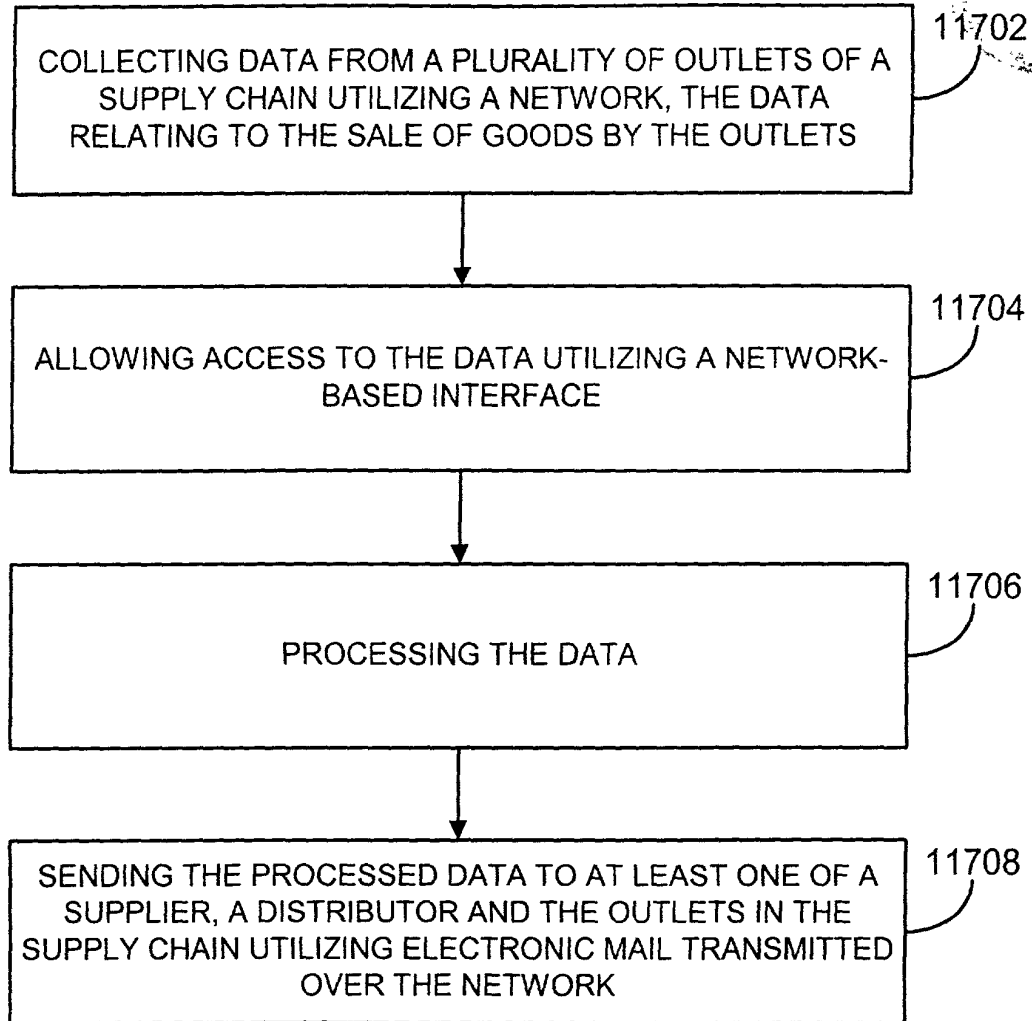 11702
COLLECTING DATA FROM A PLURALITY OF OUTLETS OF A
SUPPLY CHAIN UTILIZING A NETWORK, THE DATA
RELATING TO THE SALE OF GOODS BY THE OUTLETS
11704
ALLOWING ACCESS TO THE DATA UTILIZING A NETWORK-
BASED INTERFACE
11706
PROCESSING THE DATA
11708
SENDING THE PROCESSED DATA TO AT LEAST ONE OF A
SUPPLIER, A DISTRIBUTOR AND THE OUTLETS IN THE
SUPPLY CHAIN UTILIZING ELECTRONIC MAIL TRANSMITTED
OVER THE NETWORK